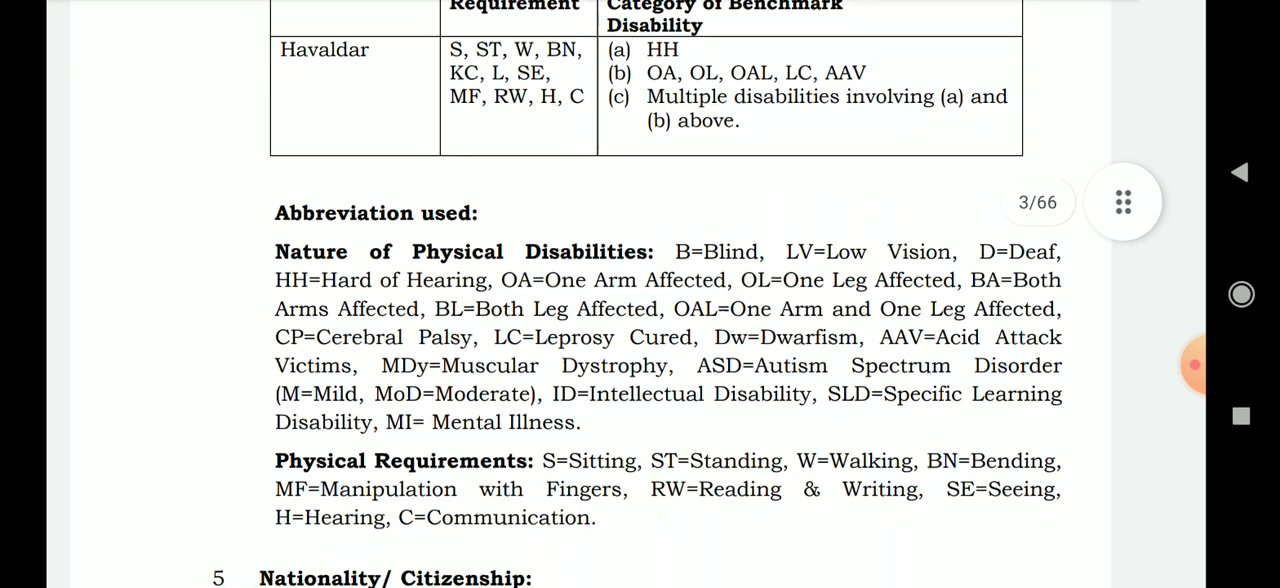 Requirement Category of Benchmark
Disability
Havaldar S, ST, W, BN, (a) HH
KC, L, SE, (b) OA, OL, OAL, LC, AAV
MF, RW, H, C (c) Multiple disabilities involving (a) and
(b) above.
3/66
Abbreviation used:
Nature of Physical Disabilities: B=Blind, LV=Low Vision, D=Deaf,
HH=Hard of Hearing, OA=One Arm Affected, OL=One Leg Affected, BA=Both
Arms Affected, BL=Both Leg Affected, OAL=One Arm and One Leg Affected,
CP=Cerebral Palsy, LC=Leprosy Cured, Dw=Dwarfism, AAV=Acid Attack
Victims, MDy=Muscular Dystrophy, ASD=Autism Spectrum Disorder
(M=Mild, MoD=Moderate), ID=Intellectual Disability, SLD=Specific Learning
Disability, MI= Mental Illness.
Physical Requirements: S=Sitting, ST=Standing, W=Walking, BN=Bending,
MF=Manipulation with Fingers, RW=Reading & Writing, SE=Seeing,
H=Hearing, C=Communication.
5 Nationality/ Citizenship: